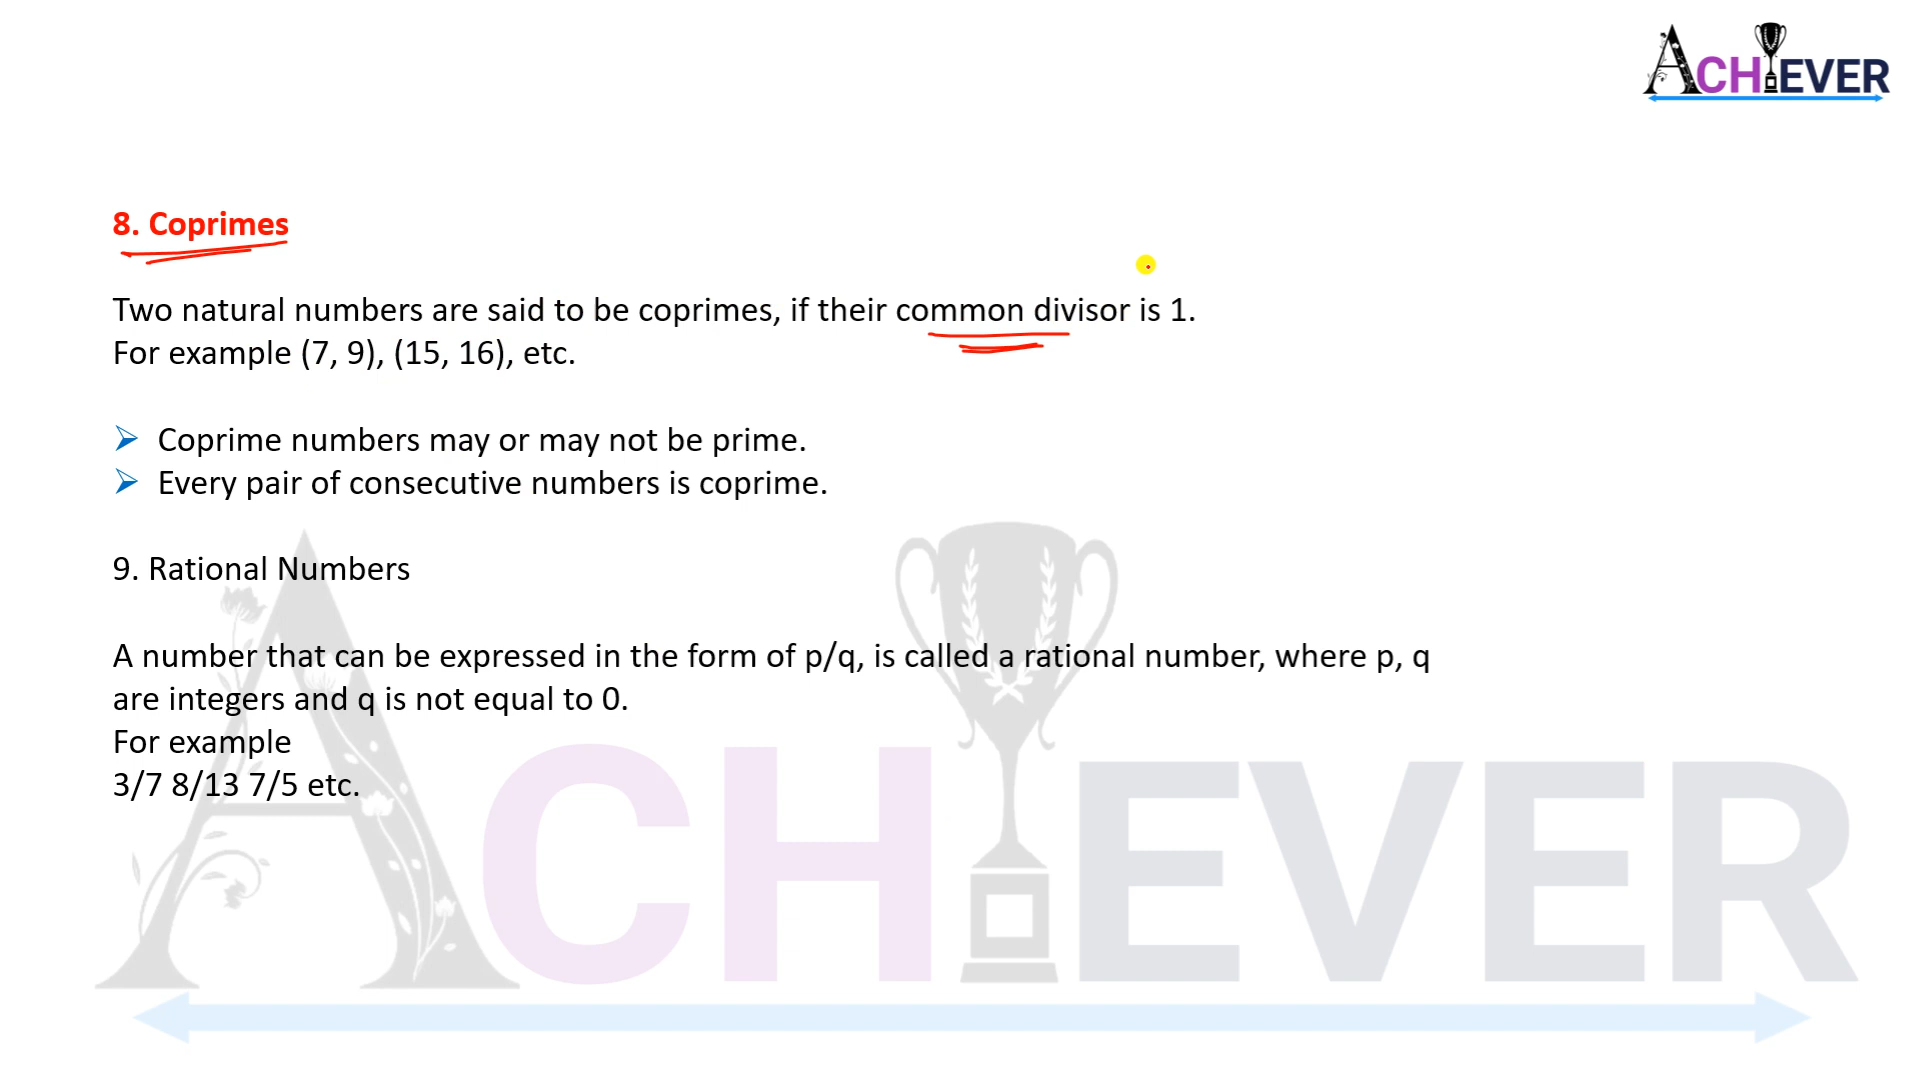 ACHIEVER
8. Coprimes
Two natural numbers are said to be coprimes, if their common divisor is 1.
For example (7, 9), (15, 16), etc.
Coprime numbers may or may not be prime.
Every pair of consecutive numbers is coprime.
9. Rational Numbers
A number that can be expressed in the form of p/q, is called a rational number, where p, q
are integers and q is not equal to 0.
For example
3/7 8/13 7/5 etc.
ACHIEVER